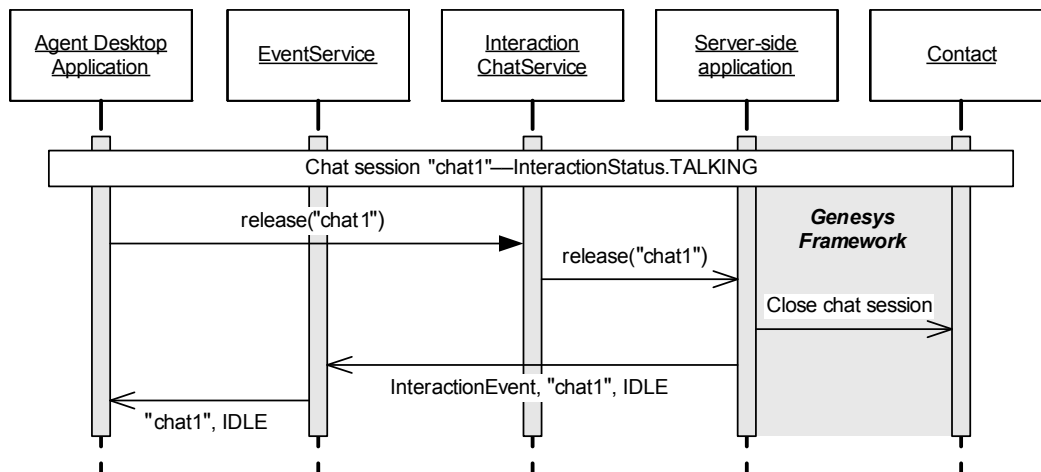 Agent Desktop
Application
EventService
Interaction
ChatService
Server-side
application
Contact
Chat session "chat1"—InteractionStatus.TALKING
release("chat1")
Genesys
Framework
release("chat1")
Close chat session
InteractionEvent, "chat1", IDLE
"chat1", IDLE